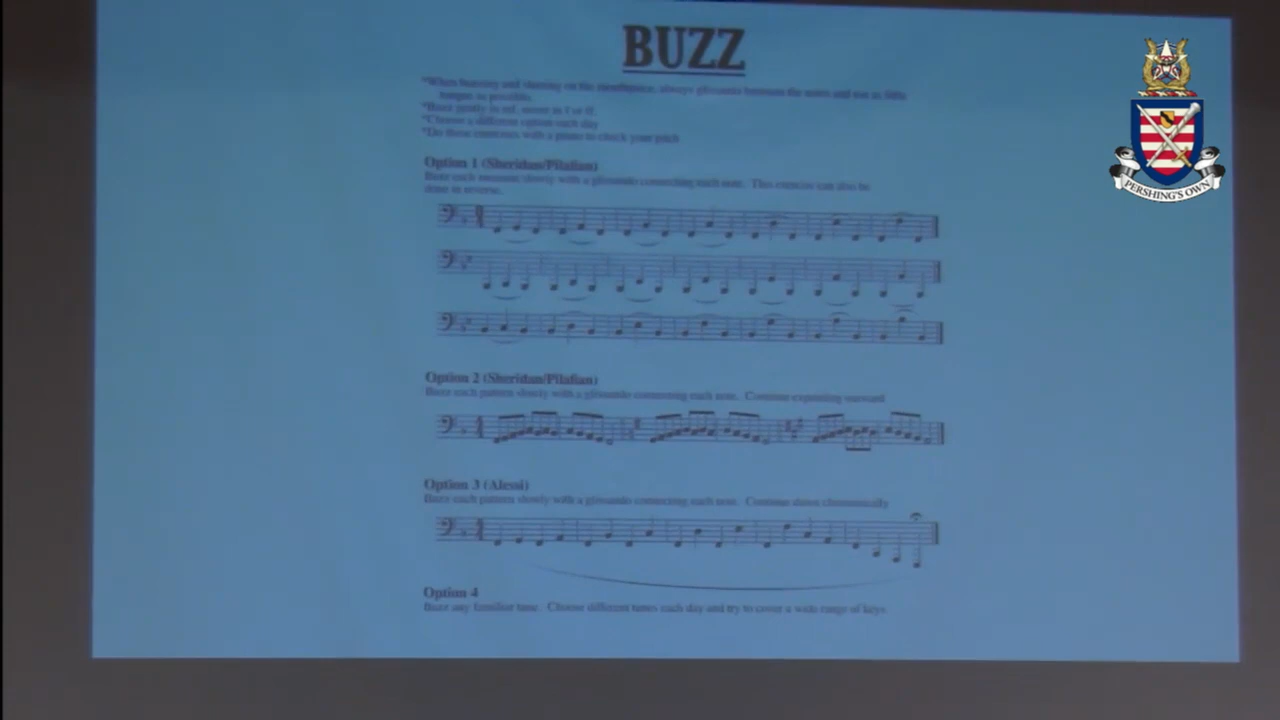 BUZZ
*When buzzing and slurring on the mouthpiece, always glissando between the notes and use as little
tongue as possible.
*Buzz gently in mf, never in f or ff.
*Choose a different option each day
*Do these exercises with a piano to check your pitch
Option 1 (Sheridan/Pilafian)
Buzz each measure slowly with a glissando connecting each note. This exercise can also be
done in reverse.
Option 2 (Sheridan/Pilafian)
Buzz each pattern slowly with a glissando connecting each note. Continue expanding outward
Option 3 (Alessi)
Buzz each pattern slowly with a glissando connecting each note. Continue down chromatically
Option 4
Buzz any familiar tune. Choose different tunes each day and try to cover a wide range of keys
PERSHING'S OWN